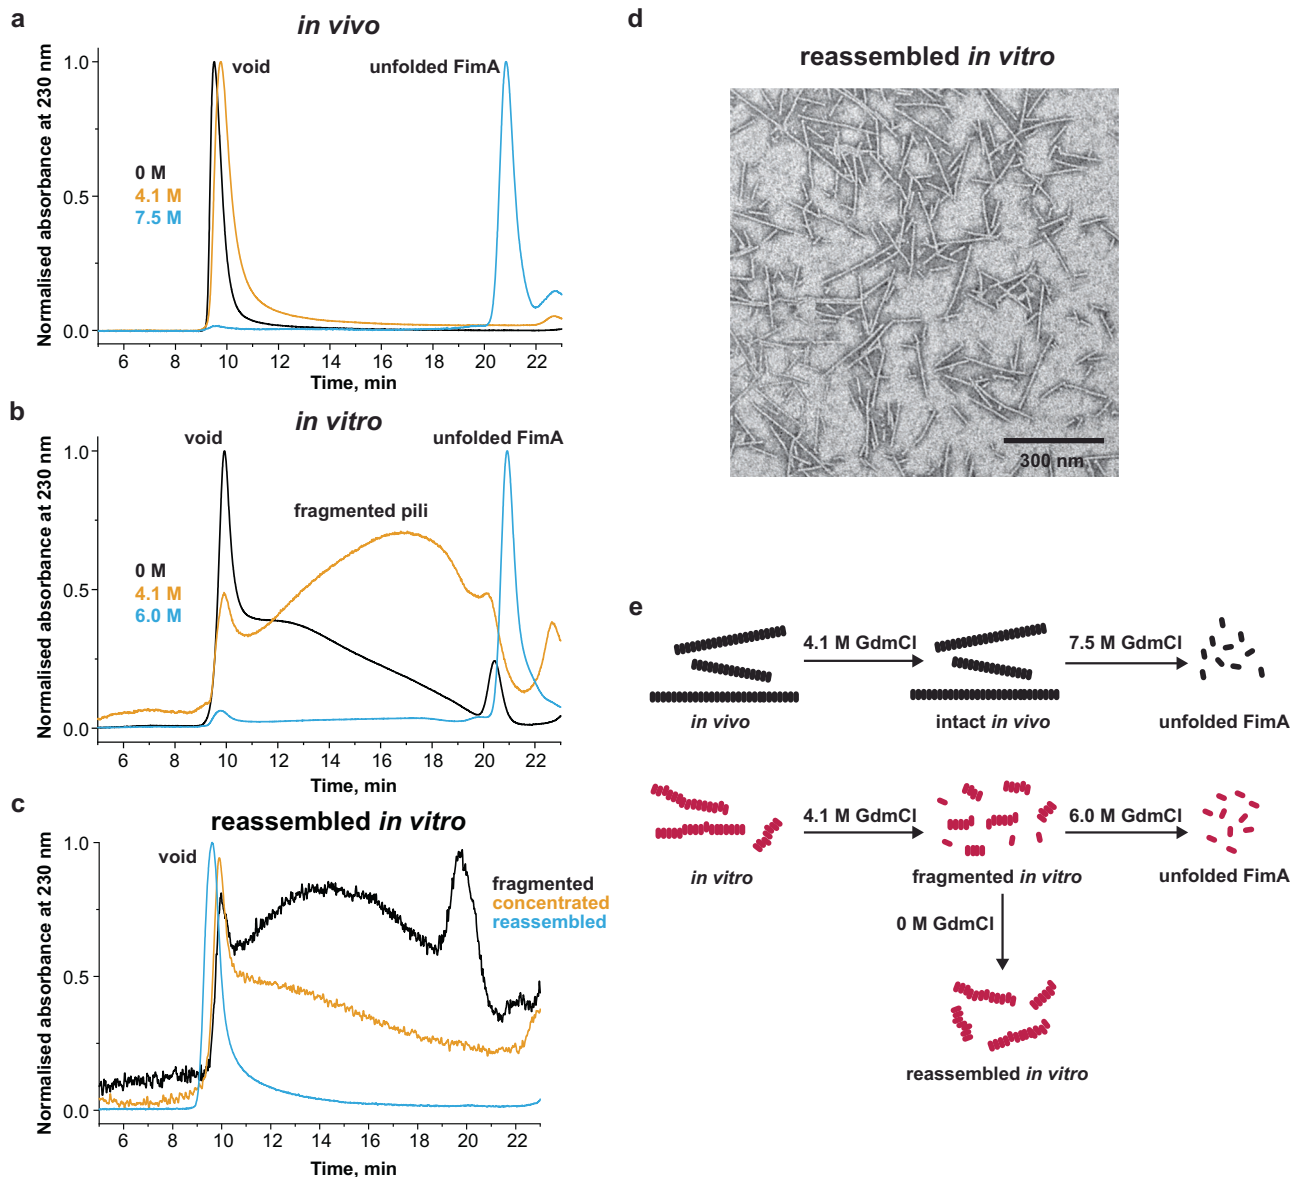 a
in vivo
Normalised absorbance at 230 nm
1.0
0.5
0.0
void
unfolded FimA
0 M
4.1 M
7.5 M
6 8 10 12 14 16 18 20 22
Time, min
b
in vitro
Normalised absorbance at 230 nm
1.0
0.5
0.0
void
unfolded FimA
fragmented pili
0 M
4.1 M
6.0 M
6 8 10 12 14 16 18 20 22
Time, min
c
reassembled in vitro
Normalised absorbance at 230 nm
1.0
0.5
0.0
void
fragmented
concentrated
reassembled
6 8 10 12 14 16 18 20 22
Time, min
d
reassembled in vitro
300 nm
e
4.1 M GdmCl
7.5 M GdmCl
in vivo
intact in vivo
unfolded FimA
4.1 M GdmCl
6.0 M GdmCl
in vitro
fragmented in vitro
unfolded FimA
0 M GdmCl
reassembled in vitro